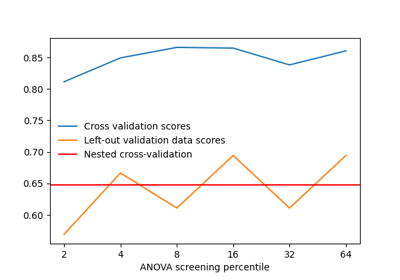 0.85
0.80
0.75
0.70
0.65
0.60
Cross validation scores
Left-out validation data scores
Nested cross-validation
2 4 8 16 32 64
ANOVA screening percentile